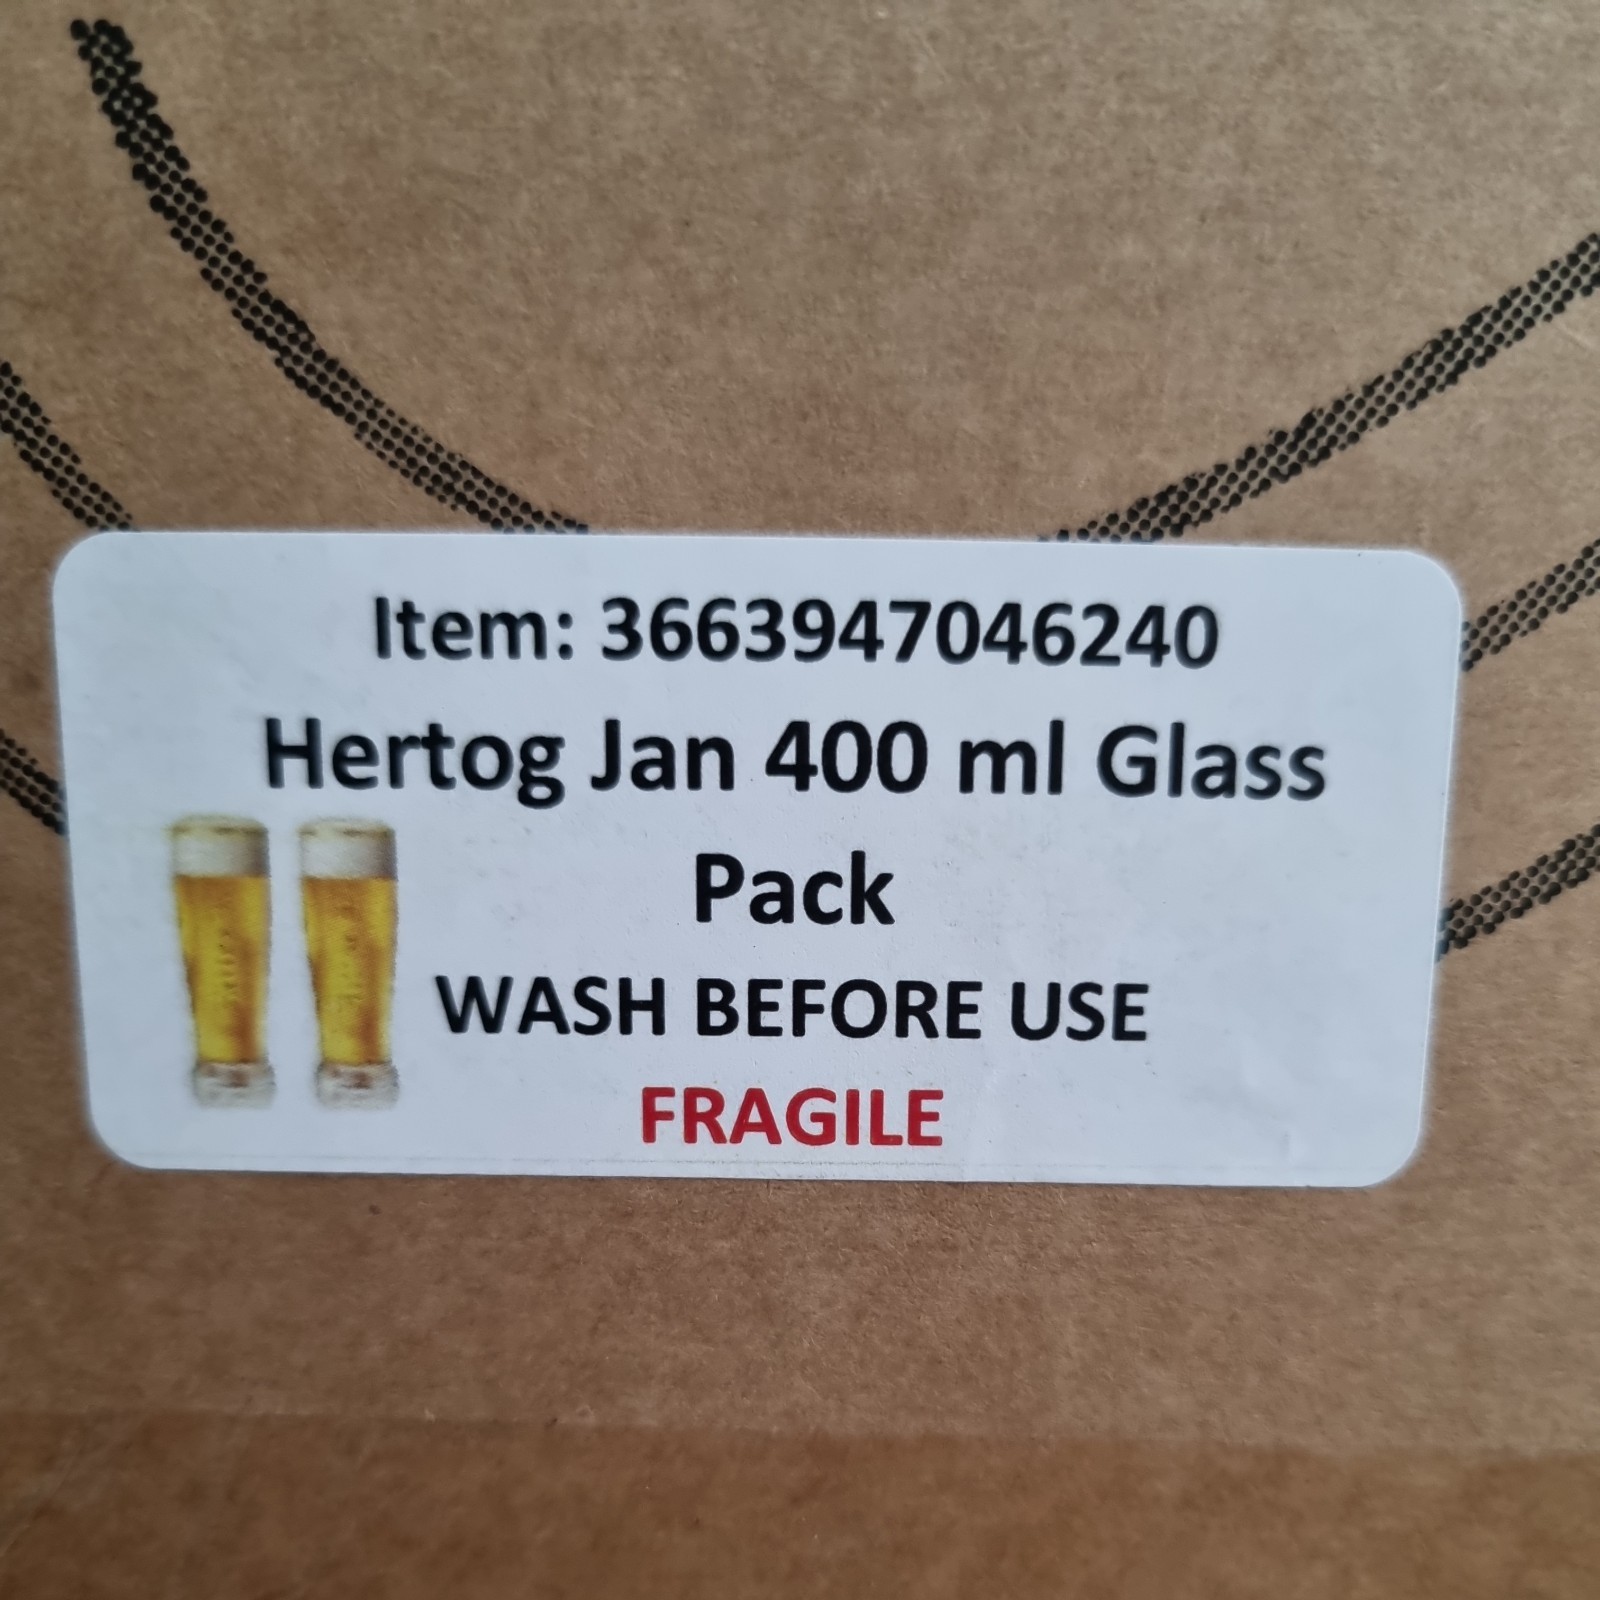 Item: 3663947046240
Hertog Jan 400 ml Glass
Pack
WASH BEFORE USE
FRAGILE